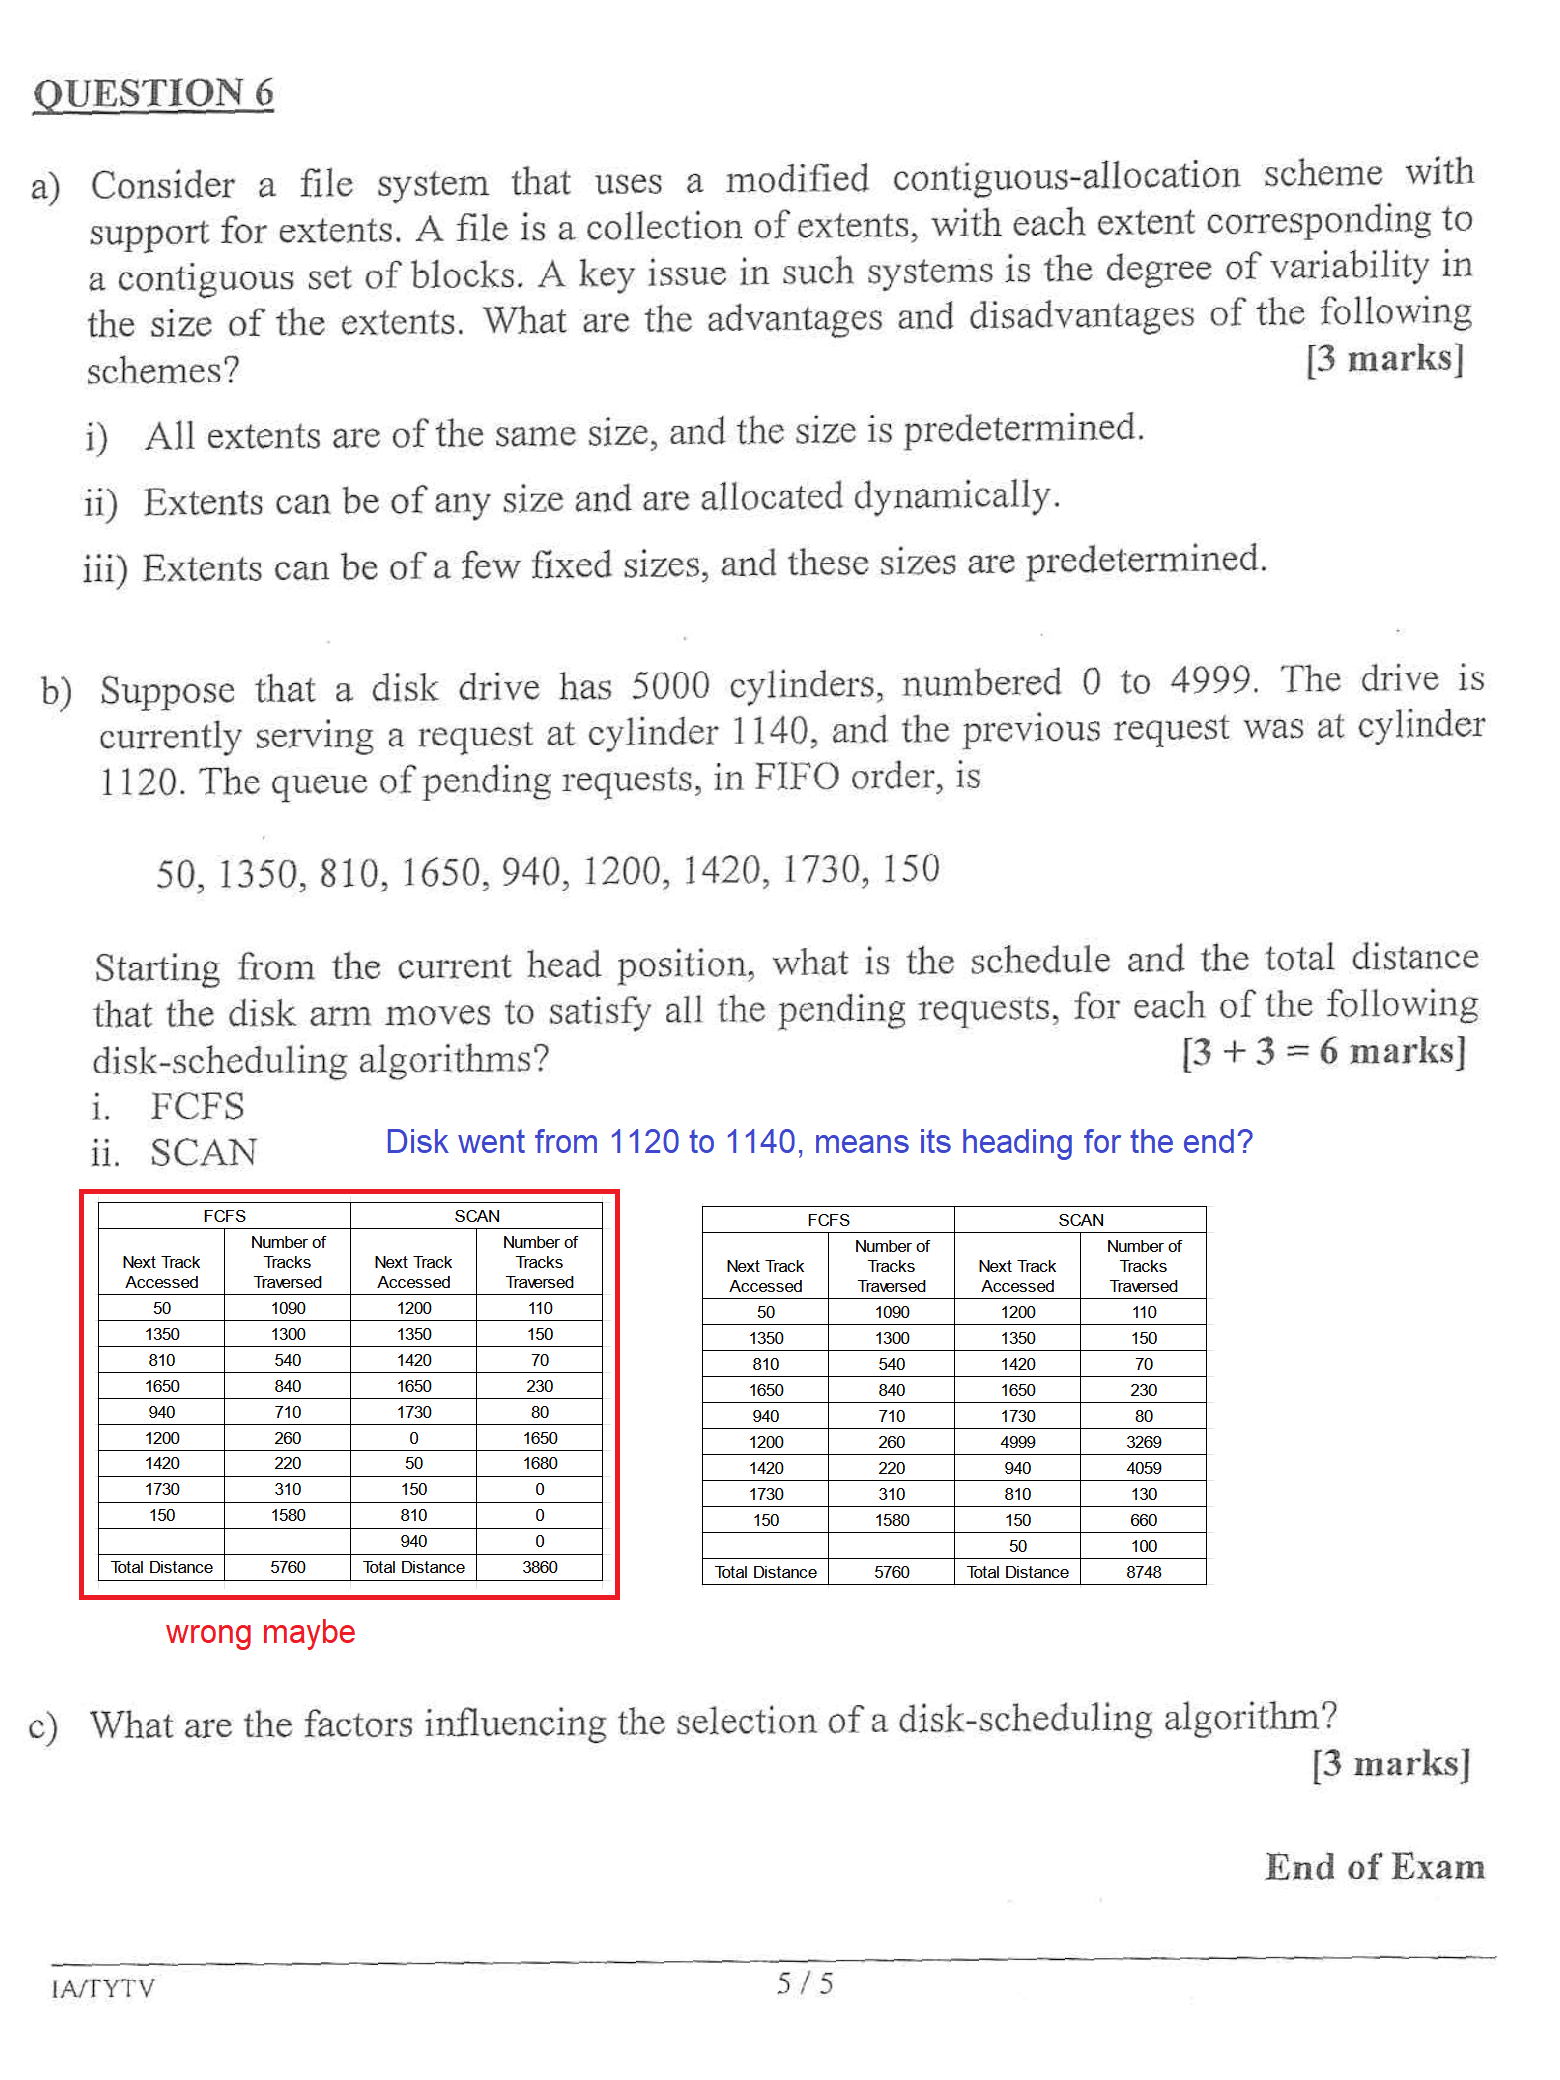 QUESTION 6
a) Consider a file system that uses a modified contiguous-allocation scheme with
support for extents. A file is a collection of extents, with each extent corresponding to
a contiguous set of blocks. A key issue in such systems is the degree of variability in
the size of the extents. What are the advantages and disadvantages of the following
schemes? [3 marks]
i) All extents are of the same size, and the size is predetermined.
ii) Extents can be of any size and are allocated dynamically.
iii) Extents can be of a few fixed sizes, and these sizes are predetermined.
b) Suppose that a disk drive has 5000 cylinders, numbered 0 to 4999. The drive is
currently serving a request at cylinder 1140, and the previous request was at cylinder
1120. The queue of pending requests, in FIFO order, is
50, 1350, 810, 1650, 940, 1200, 1420, 1730, 150
Starting from the current head position, what is the schedule and the total distance
that the disk arm moves to satisfy all the pending requests, for each of the following
disk-scheduling algorithms? [3 + 3 = 6 marks]
i. FCFS
ii. SCAN
Disk went from 1120 to 1140, means its heading for the end?
FCFS SCAN
Next Track Accessed Number of Tracks Traversed Next Track Accessed Number of Tracks Traversed
50 1090 1200 110
1350 1300 1350 150
810 540 1420 70
1650 840 1650 230
940 710 1730 80
1200 260 0 1650
1420 220 50 1680
1730 310 150 0
150 1580 810 0
940 0
Total Distance 5760 Total Distance 3860
wrong maybe
FCFS SCAN
Next Track Accessed Number of Tracks Traversed Next Track Accessed Number of Tracks Traversed
50 1090 1200 110
1350 1300 1350 150
810 540 1420 70
1650 840 1650 230
940 710 1730 80
1200 260 4999 3269
1420 220 940 4059
1730 310 810 130
150 1580 150 660
50 100
Total Distance 5760 Total Distance 8748
c) What are the factors influencing the selection of a disk-scheduling algorithm?
[3 marks]
End of Exam
IA/TYTV 5 / 5